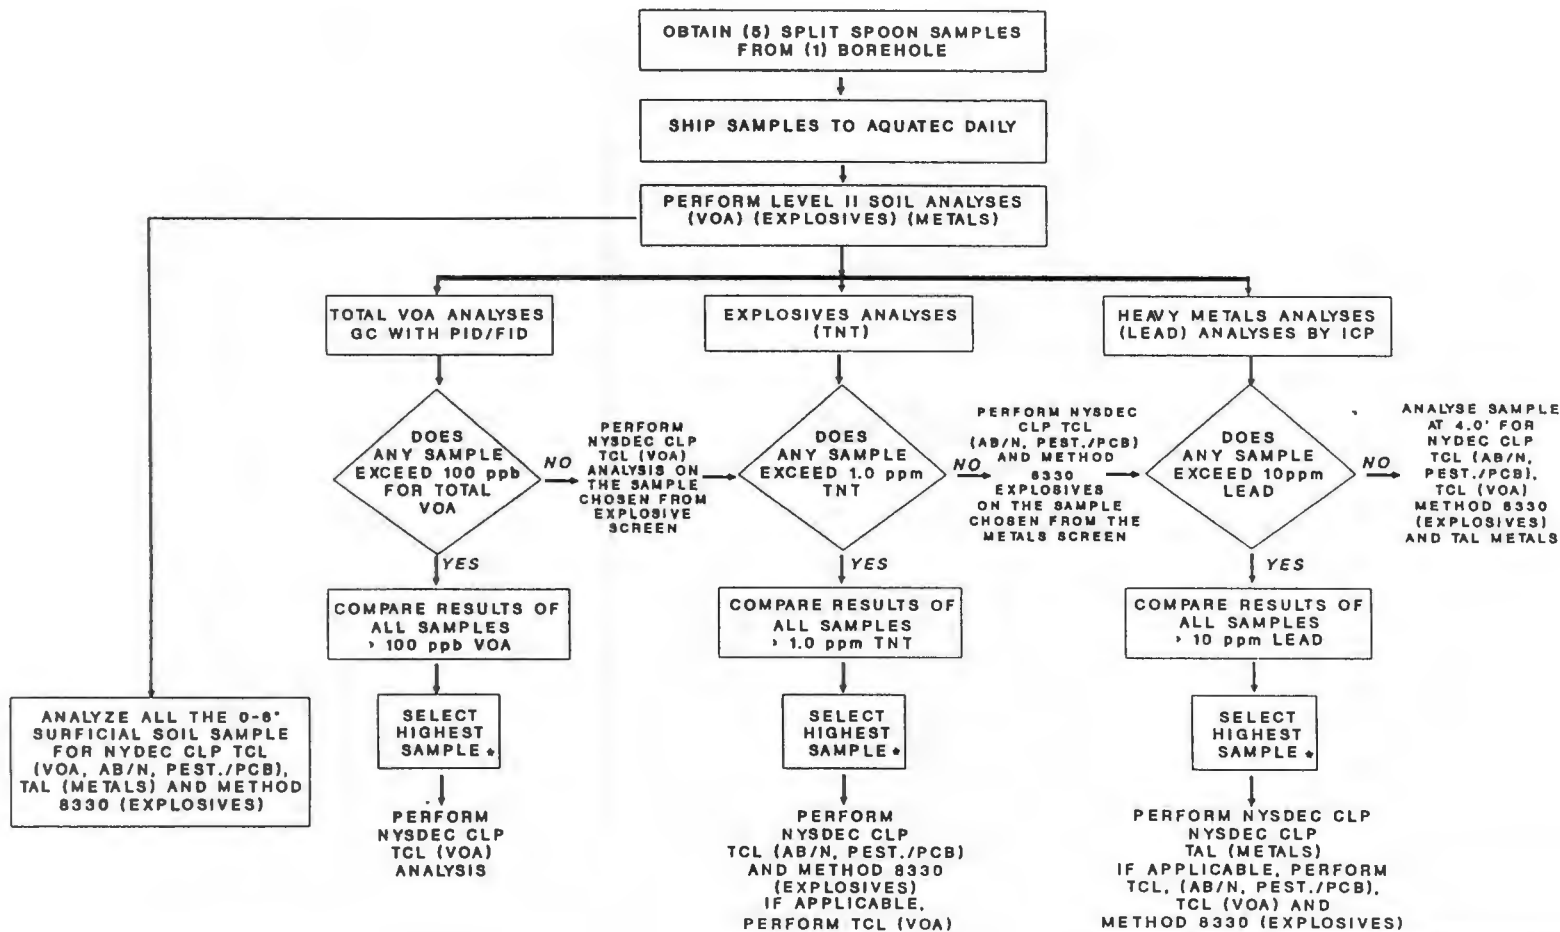 OBTAIN (5) SPLIT SPOON SAMPLES
FROM (1) BOREHOLE
SHIP SAMPLES TO AQUATEC DAILY
PERFORM LEVEL II SOIL ANALYSES
(VOA) (EXPLOSIVES) (METALS)
TOTAL VOA ANALYSES
GC WITH PID/FID
EXPLOSIVES ANALYSES
(TNT)
HEAVY METALS ANALYSES
(LEAD) ANALYSES BY ICP
DOES
ANY SAMPLE
EXCEED 100 ppb
FOR TOTAL
VOA
NO
PERFORM
NYSDEC CLP
TCL (VOA)
ANALYSIS ON
THE SAMPLE
CHOSEN FROM
EXPLOSIVE
SCREEN
DOES
ANY SAMPLE
EXCEED 1.0 ppm
TNT
NO
PERFORM NYSDEC
CLP TCL
(AB/N, PEST./PCB)
AND METHOD
8330
EXPLOSIVES
ON THE SAMPLE
CHOSEN FROM THE
METALS SCREEN
DOES
ANY SAMPLE
EXCEED 10ppm
LEAD
NO
ANALYSE SAMPLE
AT 4.0' FOR
NYDEC CLP
TCL (AB/N,
PEST./PCB),
TCL (VOA)
METHOD 8330
(EXPLOSIVES)
AND TAL METALS
YES
YES
YES
COMPARE RESULTS OF
ALL SAMPLES
> 100 ppb VOA
COMPARE RESULTS OF
ALL SAMPLES
> 1.0 ppm TNT
COMPARE RESULTS OF
ALL SAMPLES
> 10 ppm LEAD
ANALYZE ALL THE 0-6"
SURFICIAL SOIL SAMPLE
FOR NYDEC CLP TCL
(VOA, AB/N, PEST./PCB),
TAL (METALS) AND METHOD
8330 (EXPLOSIVES)
SELECT
HIGHEST
SAMPLE *
SELECT
HIGHEST
SAMPLE *
SELECT
HIGHEST
SAMPLE *
PERFORM
NYSDEC CLP
TCL (VOA)
ANALYSIS
PERFORM
NYSDEC CLP
TCL (AB/N, PEST./PCB)
AND METHOD 8330
(EXPLOSIVES)
IF APPLICABLE,
PERFORM TCL (VOA)
PERFORM NYSDEC CLP
NYSDEC CLP
TAL (METALS)
IF APPLICABLE, PERFORM
TCL, (AB/N, PEST./PCB),
TCL (VOA) AND
METHOD 8330 (EXPLOSIVES)